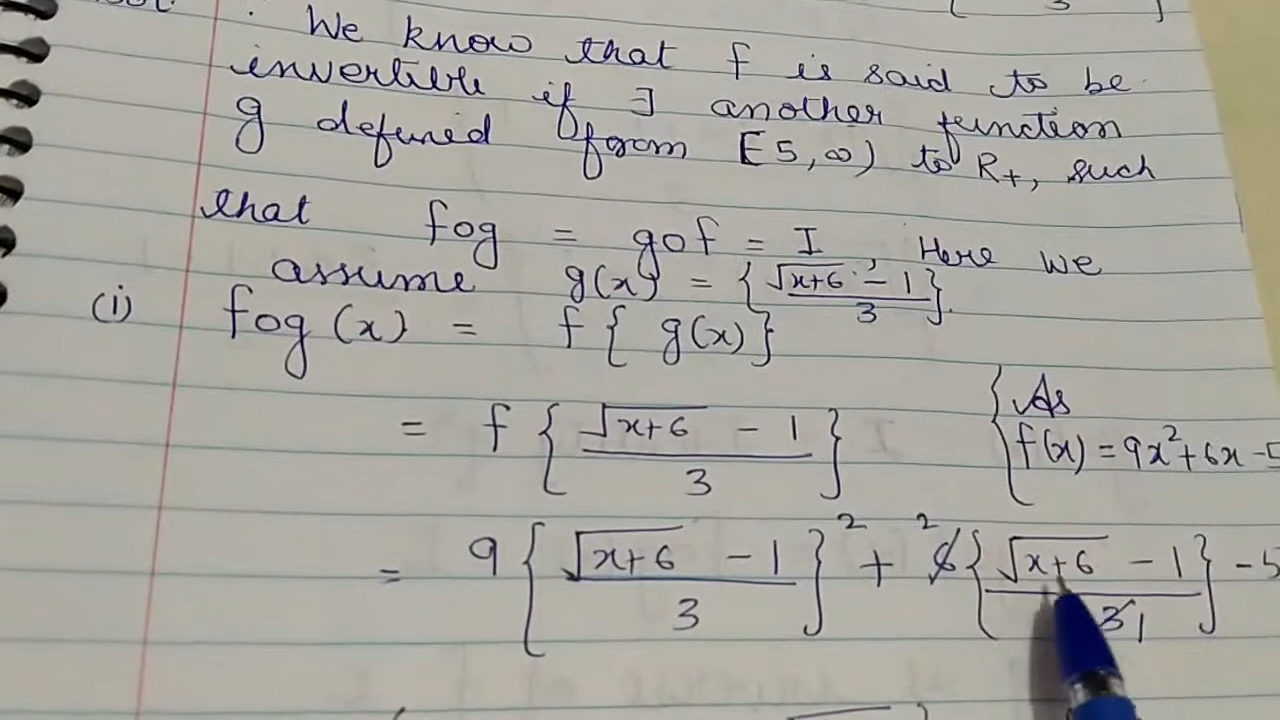 We know that f is said to be
invertible if ∃ another function
g defined from [5,∞) to R₊, such
that fog = gof = I, Here we
assume g(x) = {(√(x+6) - 1)/3}.
(i) fog(x) = f{g(x)}
= f{(√(x+6) - 1)/3} {As
f(x) = 9x²+6x-5
= 9{(√(x+6) - 1)/3}² + ²6{(√(x+6) - 1)/3 1} - 5